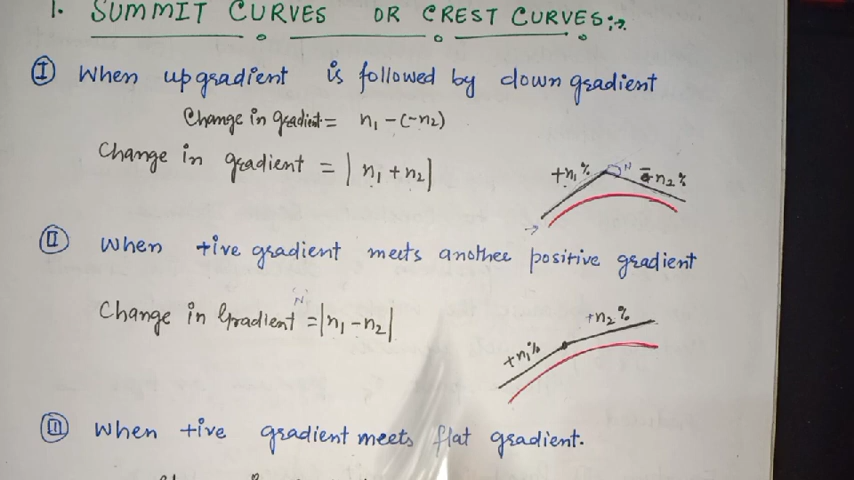 1. SUMMIT CURVES OR CREST CURVES:→
I When upgradient is followed by down gradient
Change in gradient = n₁ - (-n₂)
Change in gradient = |n₁ + n₂|
+n₁% N -n₂%
II When +ive gradient meets another positive gradient
Change in Gradient N = |n₁ - n₂|
+n₁% +n₂%
III When +ive gradient meets flat gradient.